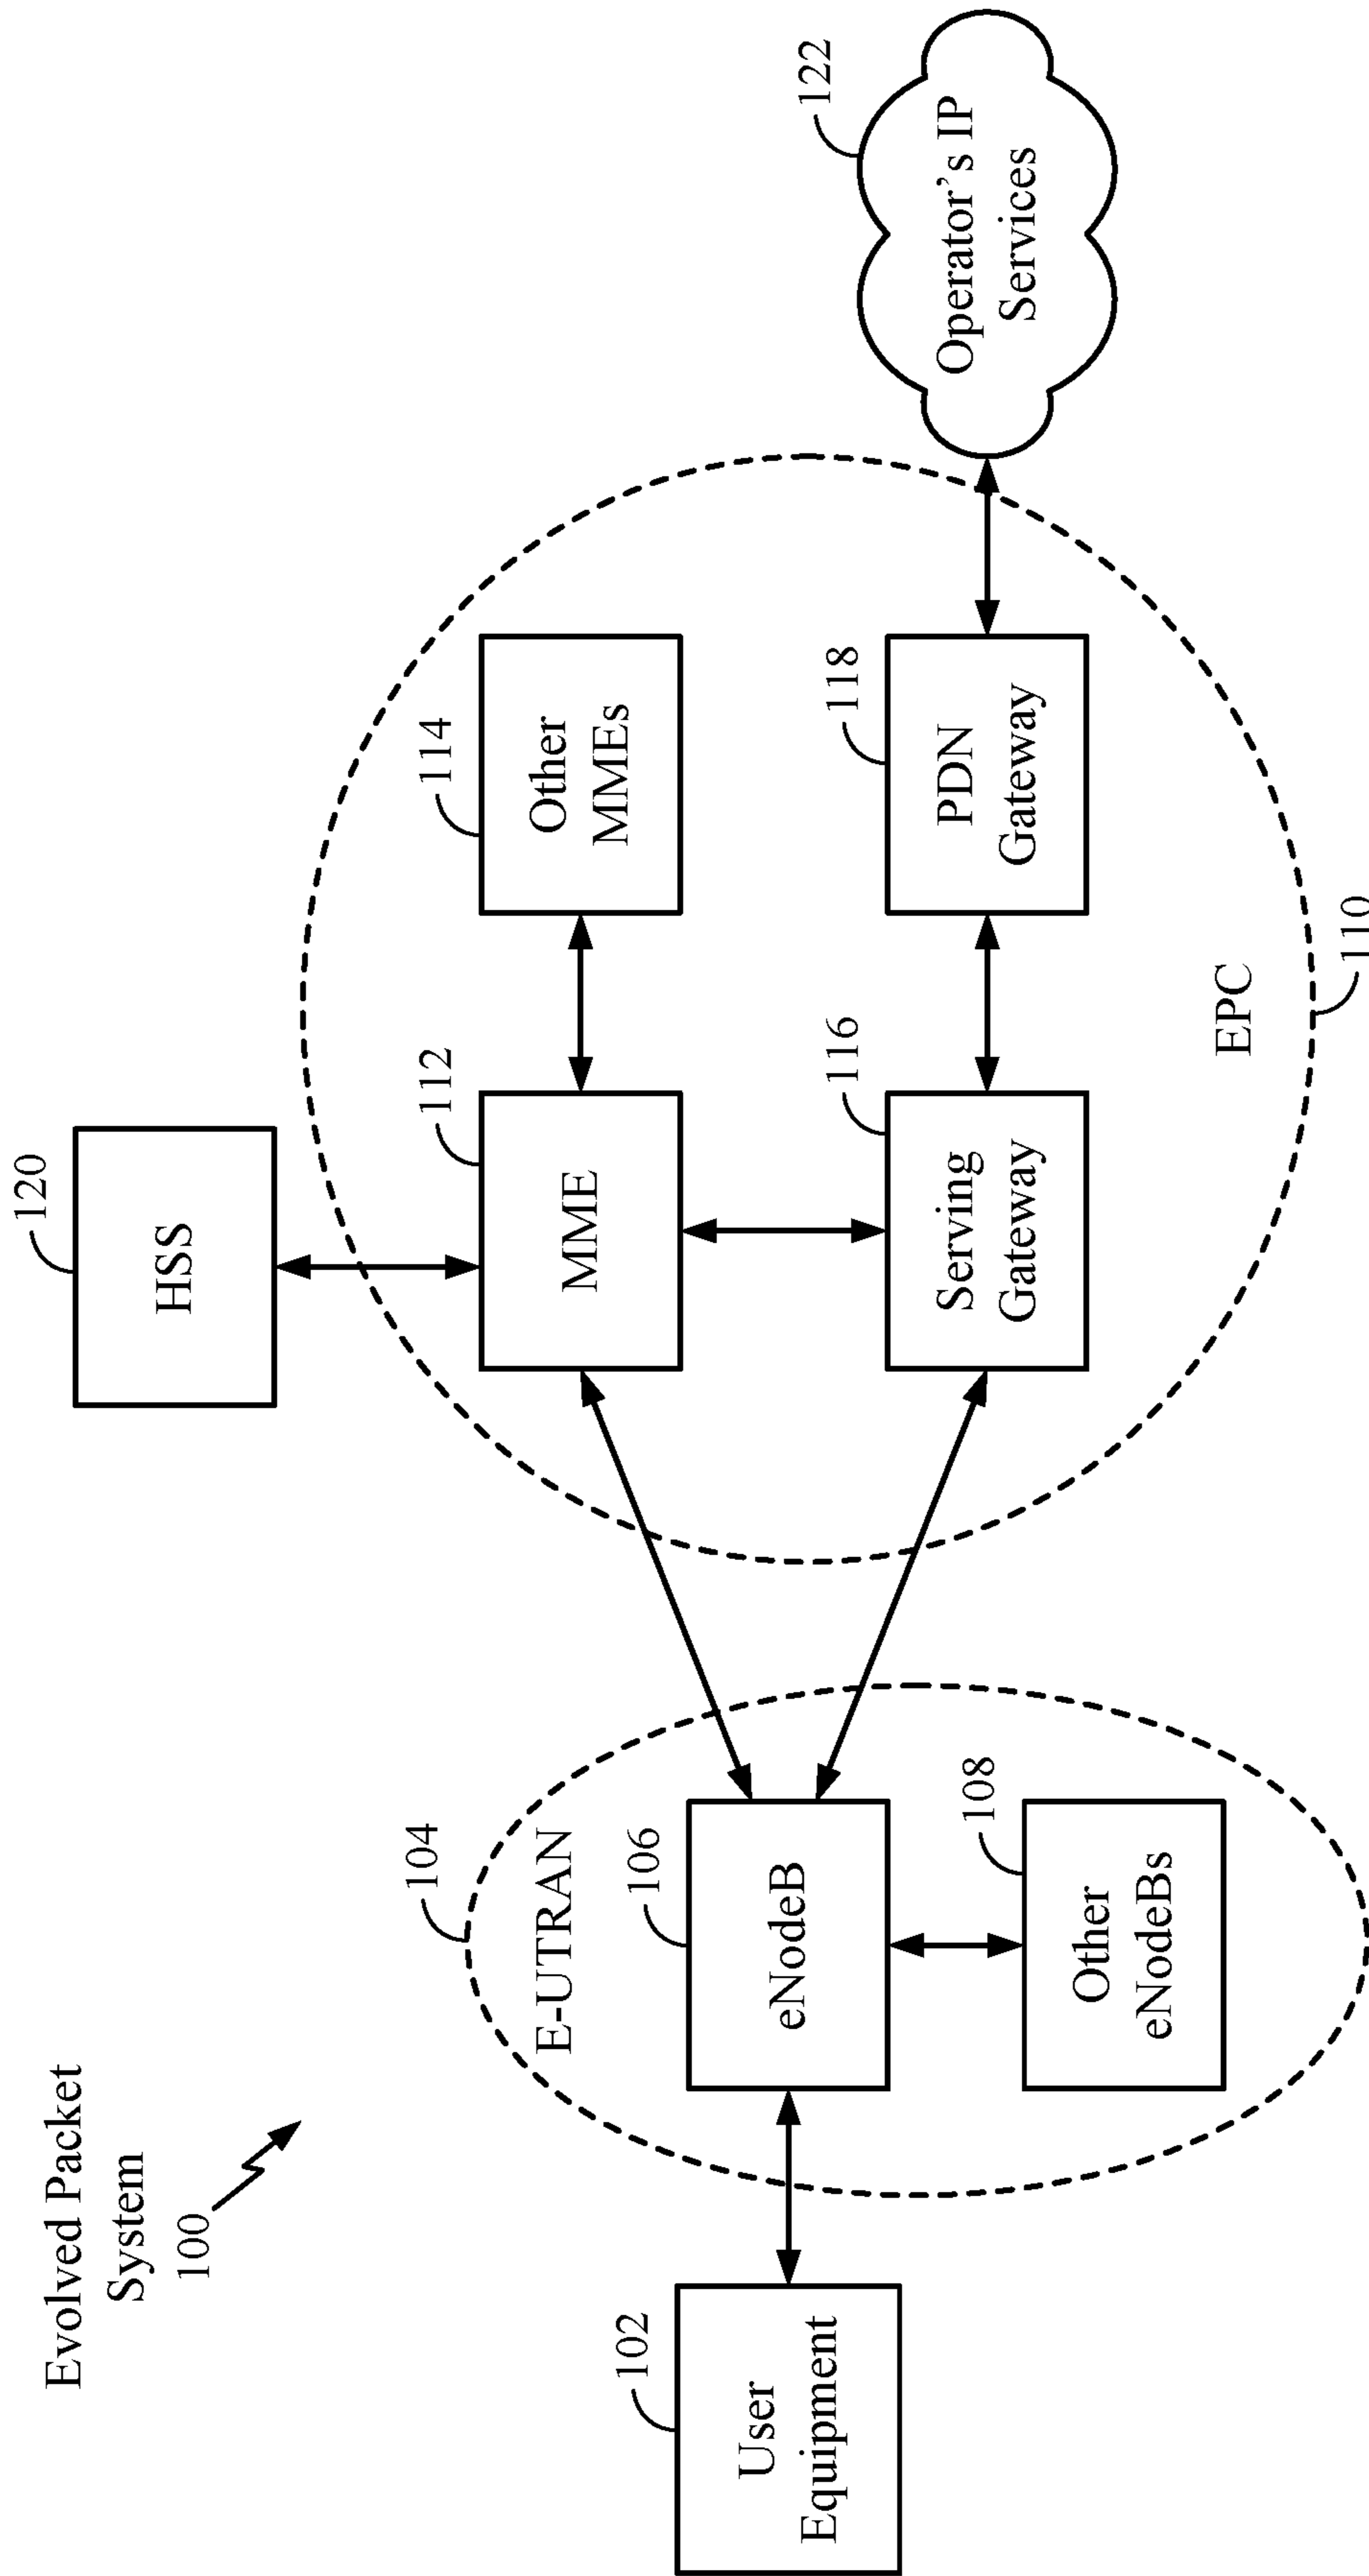 Evolved Packet
System
100
120
HSS
104
E-UTRAN
112
MME
114
Other
MMEs
102
User
Equipment
106
eNodeB
122
Operator’s IP
Services
116
Serving
Gateway
118
PDN
Gateway
108
Other
eNodeBs
EPC
110